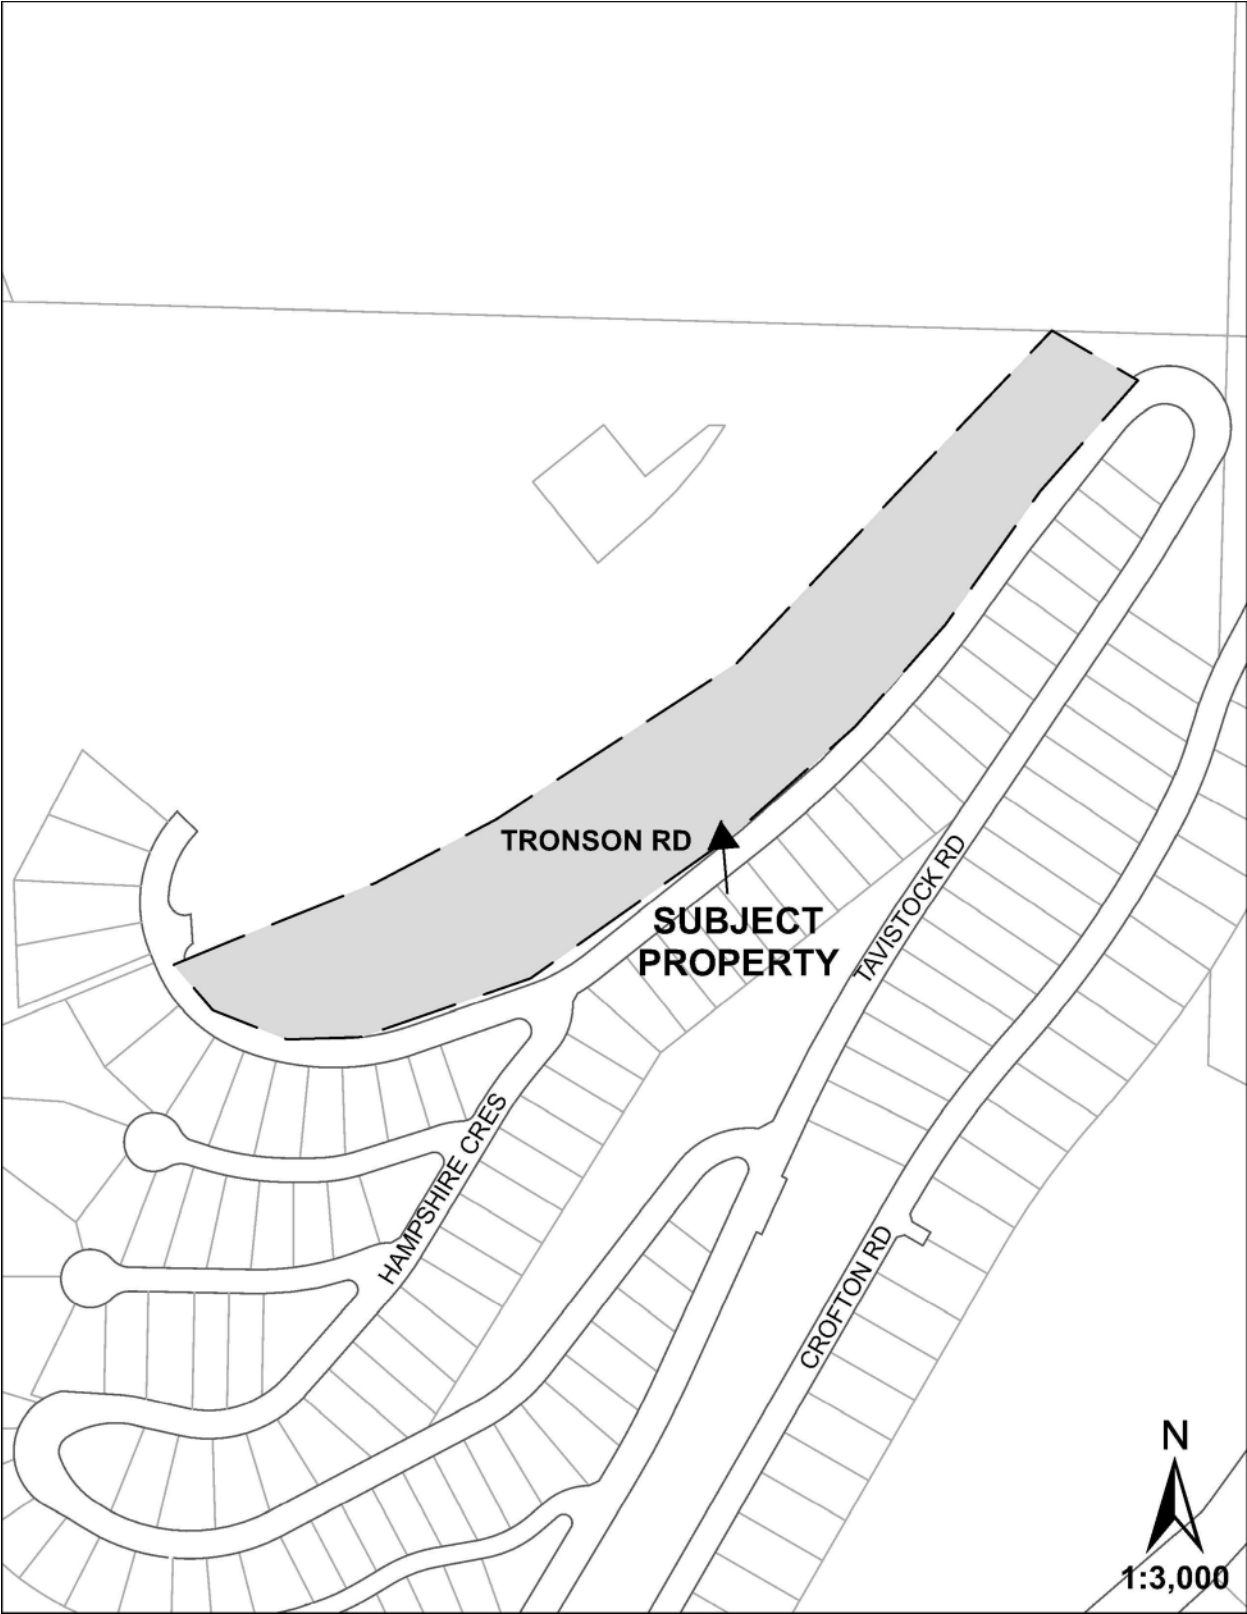 TRONSON RD
SUBJECT
PROPERTY
TAVISTOCK RD
HAMPSHIRE CRES
CROFTON RD
N
1:3,000